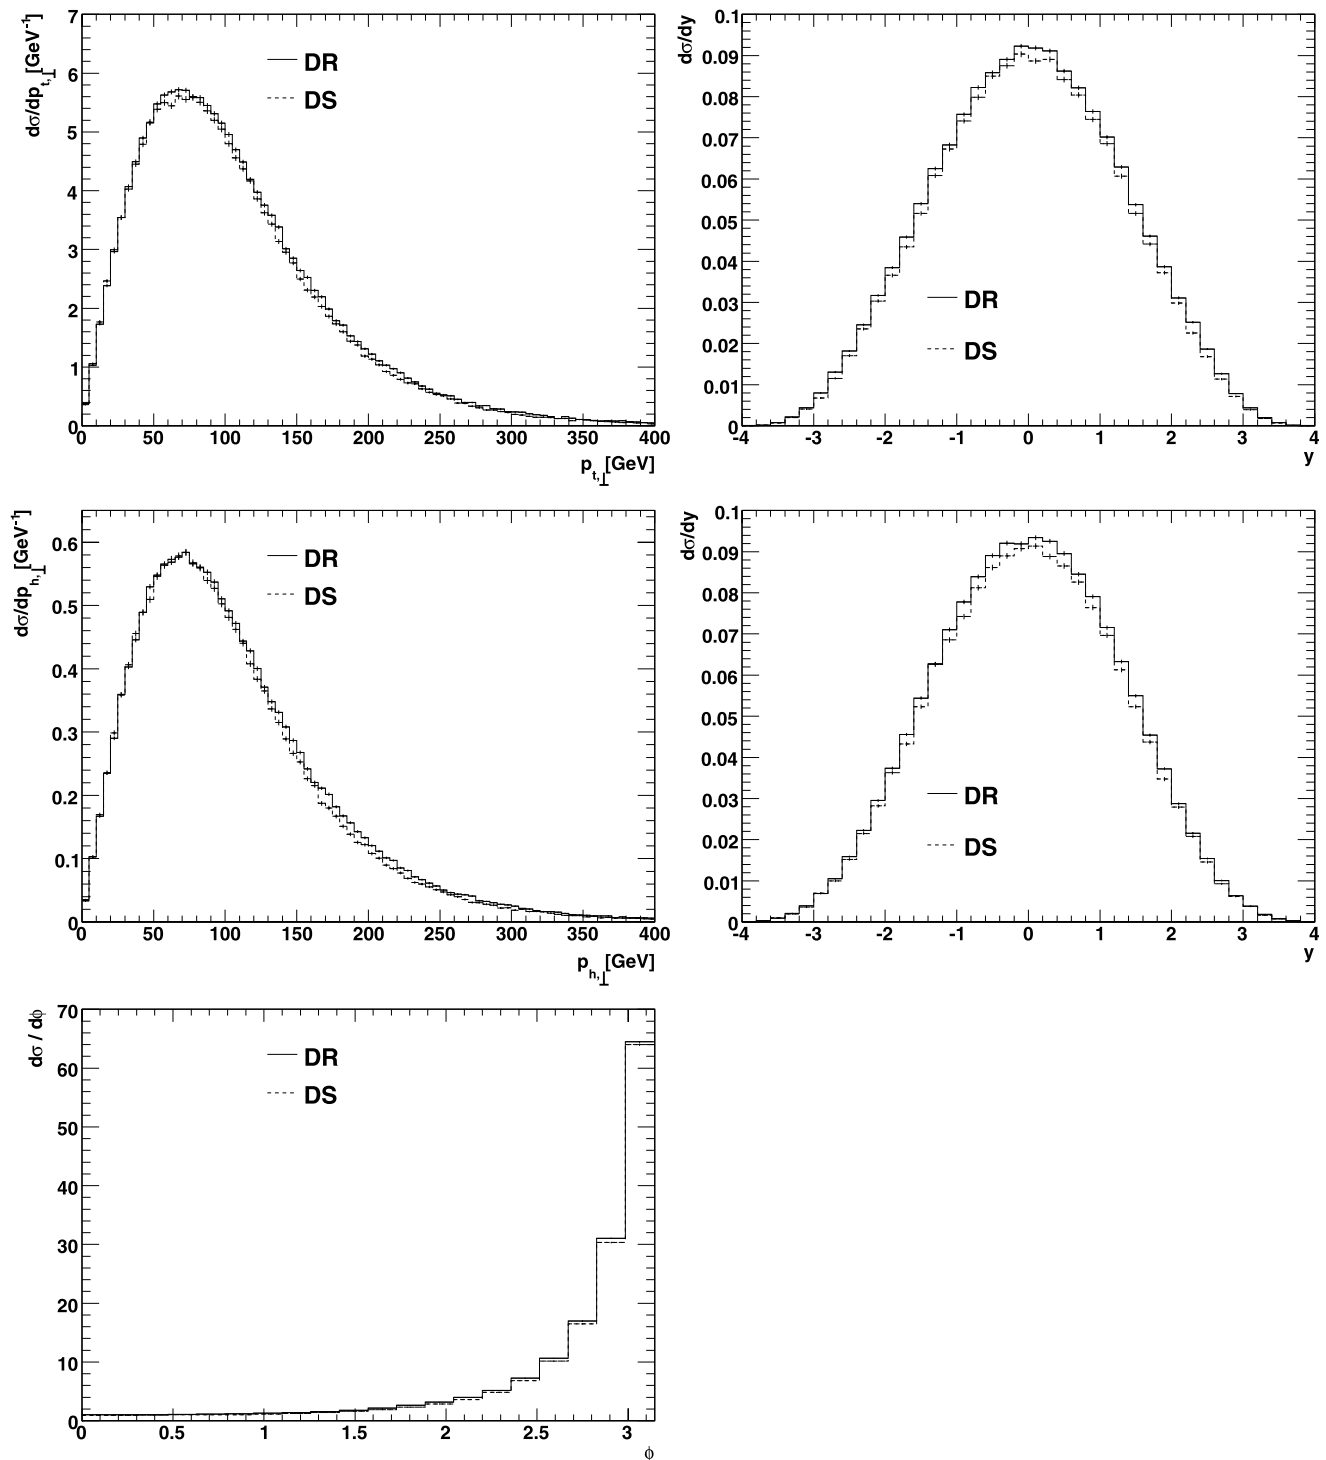 dσ/dp_{t,⊥}[GeV⁻¹]
7
6
5
4
3
2
1
0
DR
DS
0 50 100 150 200 250 300 350 400
p_{t,⊥}[GeV]
dσ/dy
0.1
0.09
0.08
0.07
0.06
0.05
0.04
0.03
0.02
0.01
0
DR
DS
-4 -3 -2 -1 0 1 2 3 4
y
dσ/dp_{h,⊥}[GeV⁻¹]
0.6
0.5
0.4
0.3
0.2
0.1
0
DR
DS
0 50 100 150 200 250 300 350 400
p_{h,⊥}[GeV]
dσ/dy
0.1
0.09
0.08
0.07
0.06
0.05
0.04
0.03
0.02
0.01
0
DR
DS
-4 -3 -2 -1 0 1 2 3 4
y
dσ / dϕ
70
60
50
40
30
20
10
0
DR
DS
0 0.5 1 1.5 2 2.5 3
ϕ